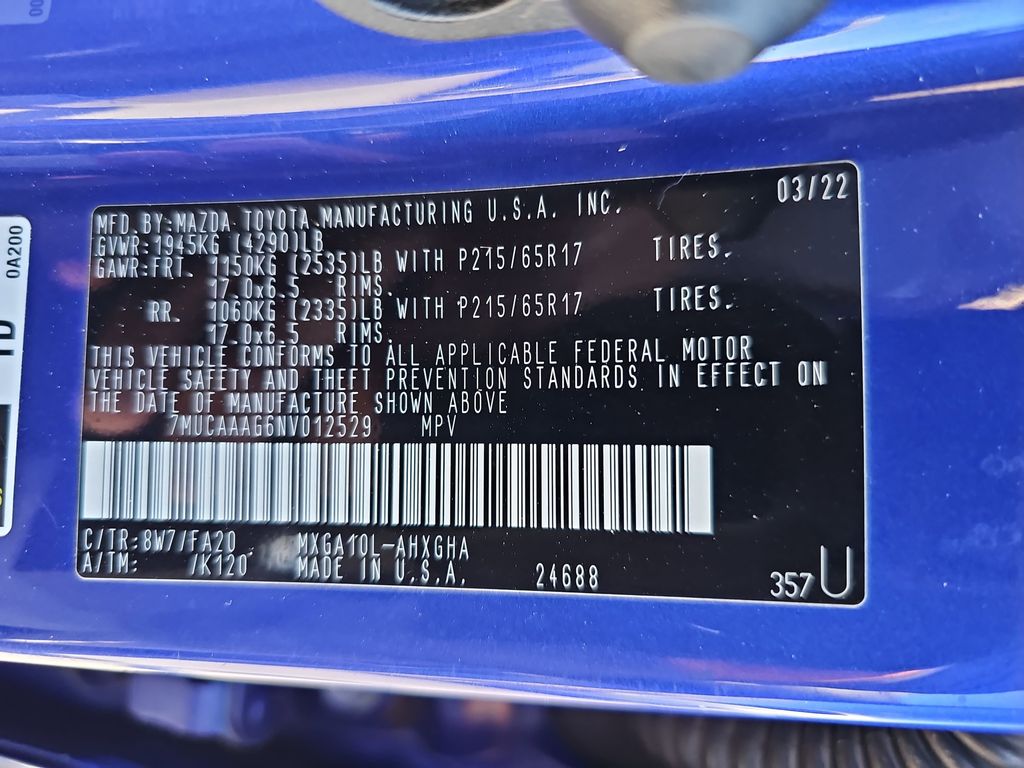 MFD.BY:MAZDA TOYOTA MANUFACTURING U.S.A. INC. 03/22
GVWR:1945KG (4290)LB
GAWR:FRT. 1150KG (2535)LB WITH P215/65R17 TIRES.
17.0x6.5 RIMS.
RR. 1060KG (2335)LB WITH P215/65R17 TIRES.
17.0x6.5 RIMS.
THIS VEHICLE CONFORMS TO ALL APPLICABLE FEDERAL MOTOR
VEHICLE SAFETY AND THEFT PREVENTION STANDARDS IN EFFECT ON
THE DATE OF MANUFACTURE SHOWN ABOVE
7MUCAAAG6NV012529 MPV
C/TR:8W7/FA20 MXGA10L-AHXGHA
A/TM: /K120 MADE IN U.S.A. 24688
357 U
0A200